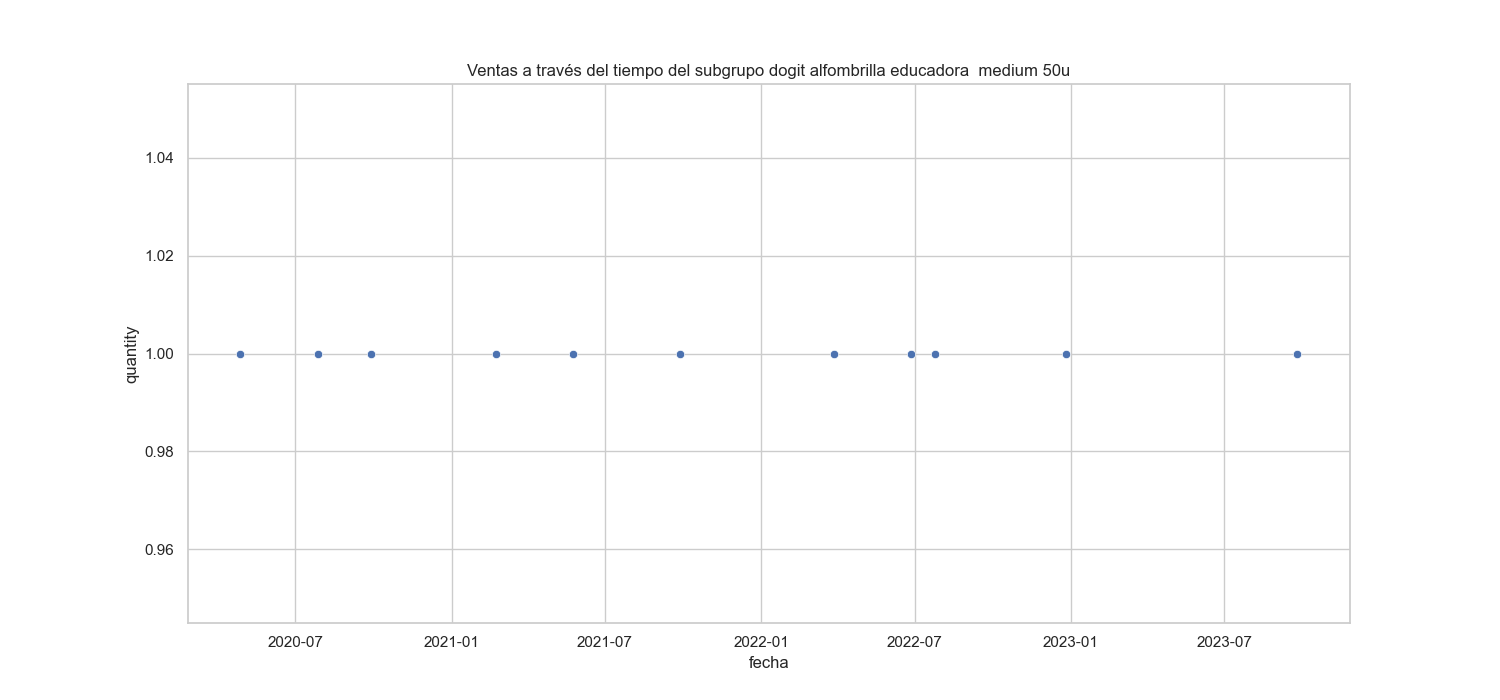 Ventas a través del tiempo del subgrupo dogit alfombrilla educadora  medium 50u
1.04
1.02
1.00
0.98
0.96
quantity
2020-07 2021-01 2021-07 2022-01 2022-07 2023-01 2023-07
fecha